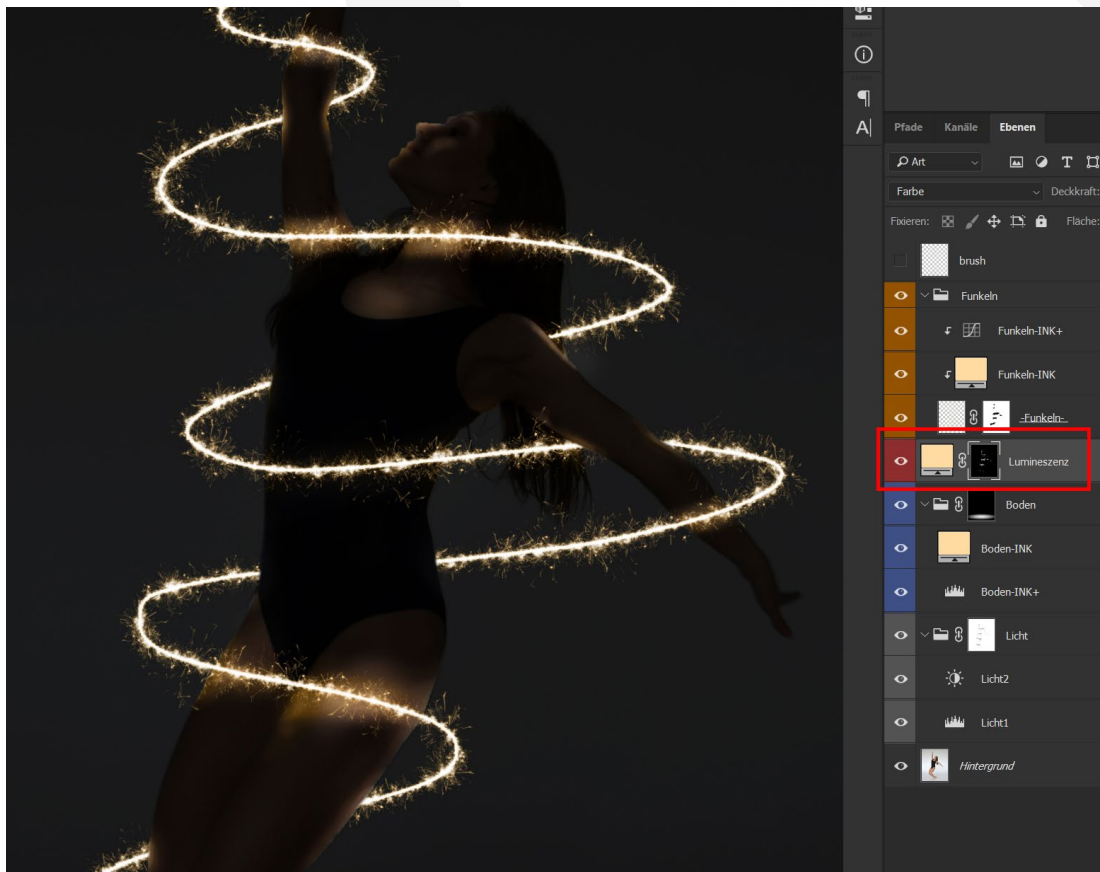 Pfade Kanäle Ebenen
Art
Farbe Deckkraft:
Fixieren: Fläche:
brush
Funkeln
Funkeln-INK+
Funkeln-INK
-Funkeln-
Lumineszenz
Boden
Boden-INK
Boden-INK+
Licht
Licht2
Licht1
Hintergrund